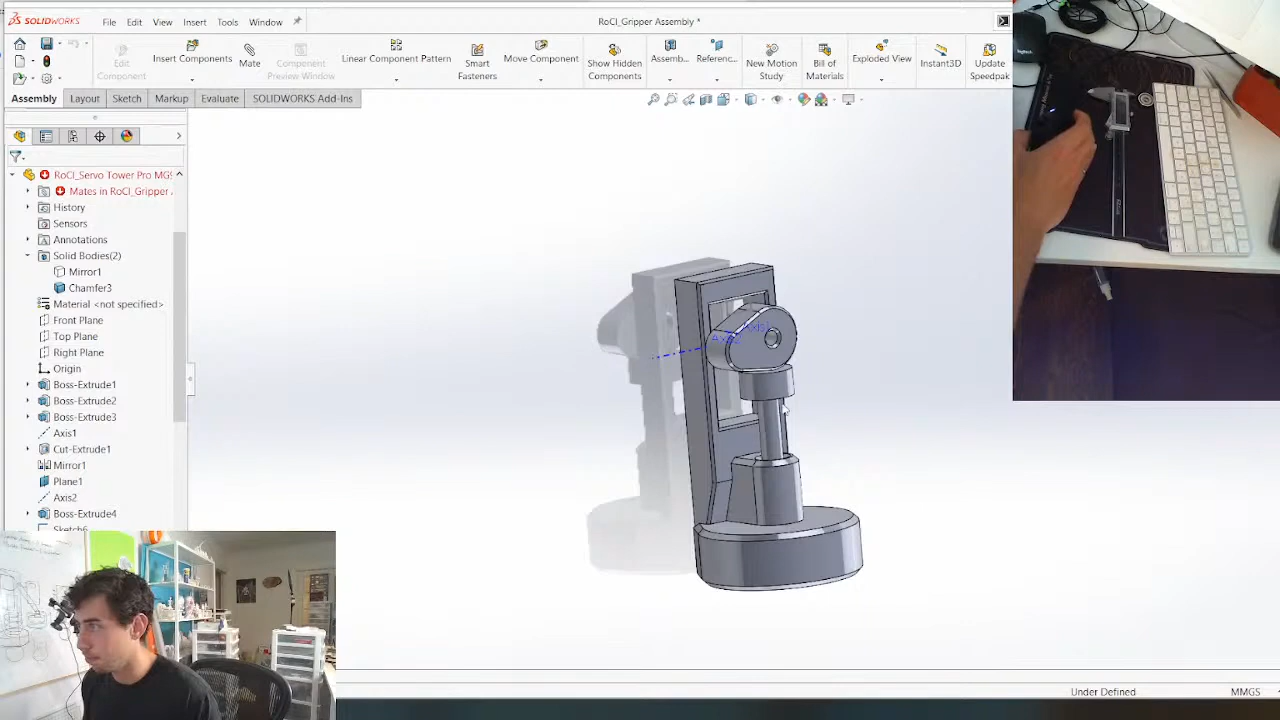 SOLIDWORKS File Edit View Insert Tools Window RoCI_Gripper Assembly *
Edit Component
Insert Components
Mate
Component Preview Window
Linear Component Pattern
Smart Fasteners
Move Component
Show Hidden Components
Assemb...
Referenc...
New Motion Study
Bill of Materials
Exploded View
Instant3D
Update Speedpak
Assembly Layout Sketch Markup Evaluate SOLIDWORKS Add-Ins
RoCI_Servo Tower Pro MGS
Mates in RoCI_Gripper
History
Sensors
Annotations
Solid Bodies(2)
Mirror1
Chamfer3
Material <not specified>
Front Plane
Top Plane
Right Plane
Origin
Boss-Extrude1
Boss-Extrude2
Boss-Extrude3
Axis1
Cut-Extrude1
Mirror1
Plane1
Axis2
Boss-Extrude4
Sketch6
Under Defined MMGS